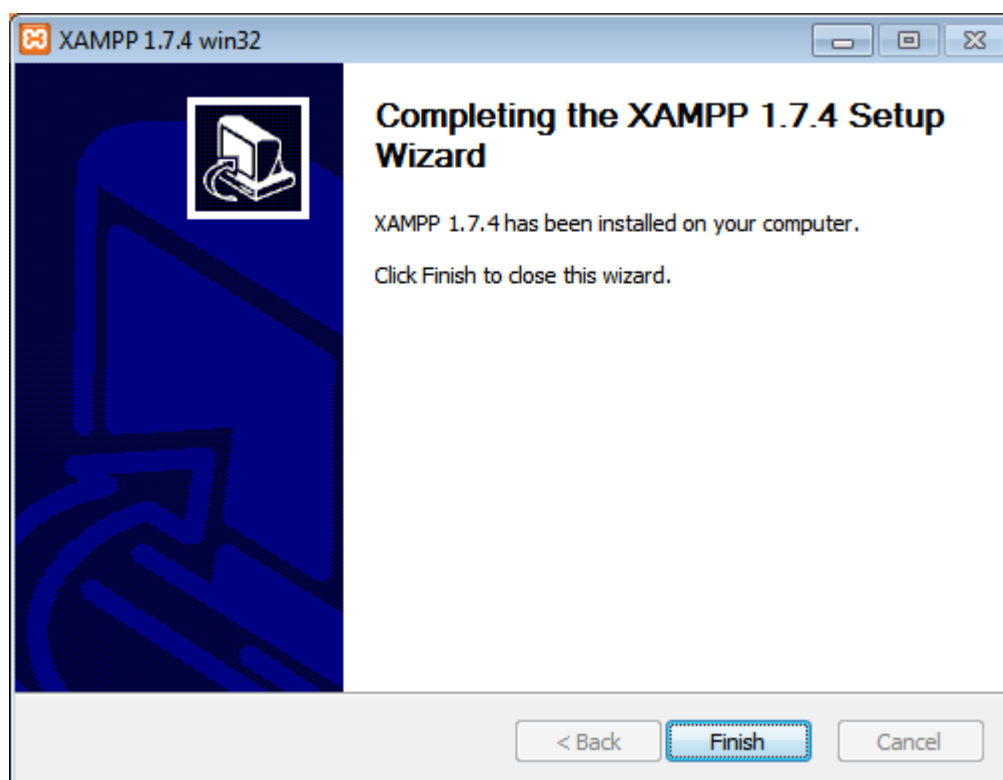 XAMPP 1.7.4 win32
Completing the XAMPP 1.7.4 Setup
Wizard
XAMPP 1.7.4 has been installed on your computer.
Click Finish to close this wizard.
< Back
Finish
Cancel